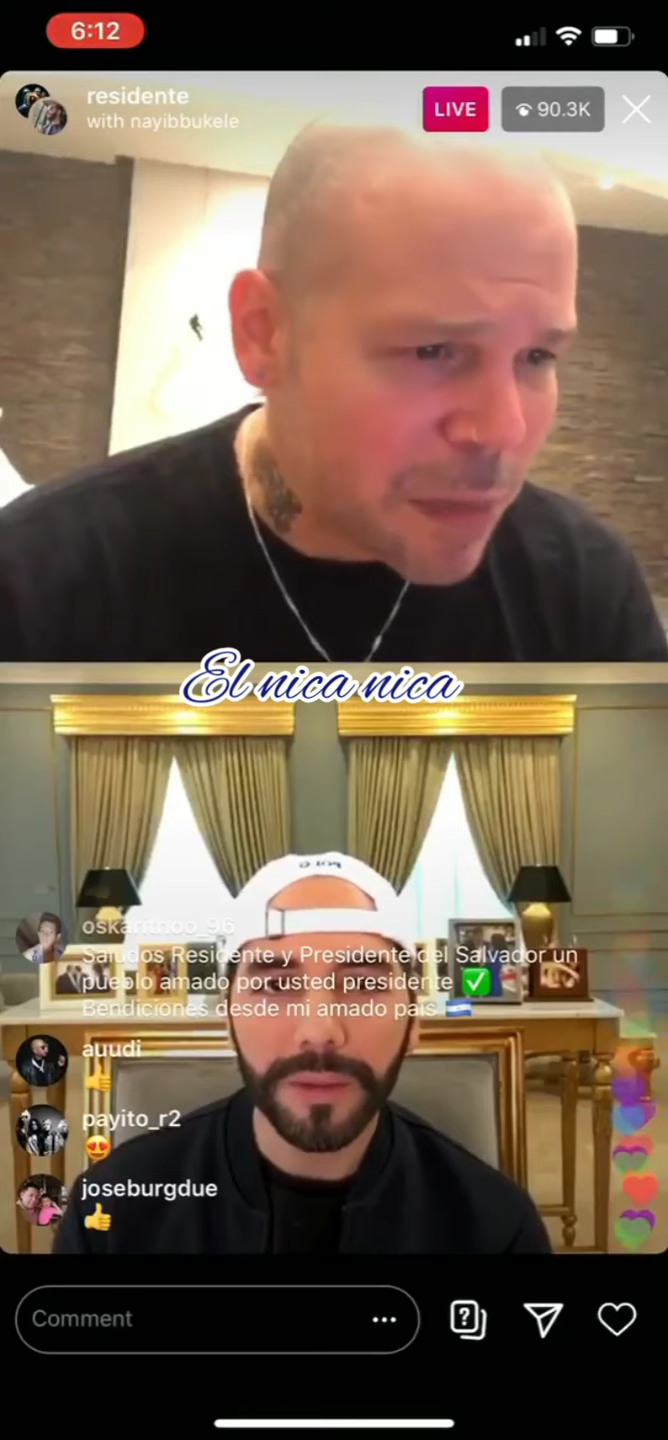 6:12
residente
with nayibbukele
LIVE
90.3K
El nica nica
oskaritnoo_96
Saludos Residente y Presidente del Salvador un
pueblo amado por usted presidente ✅
Bendiciones desde mi amado país 🇸🇻
auudi
👍
payito_r2
😍
joseburgdue
👍
Comment